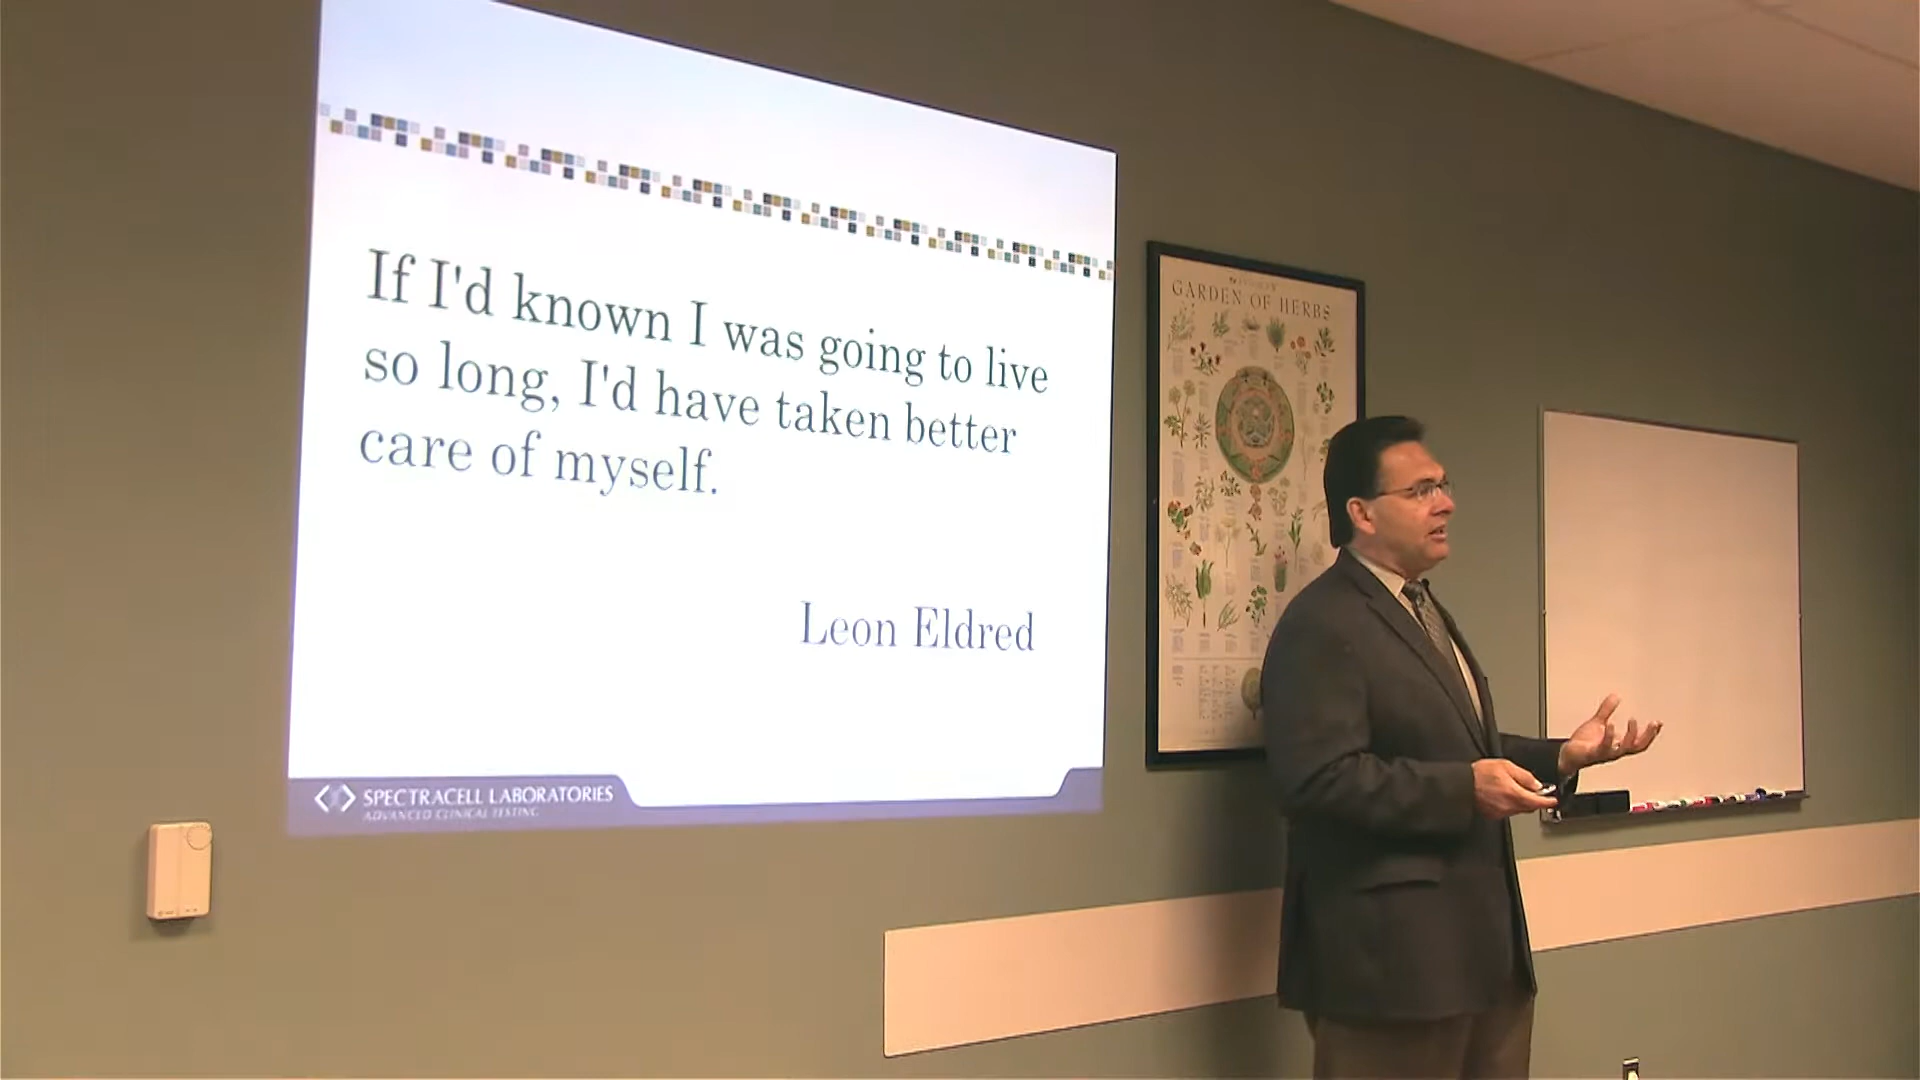 If I'd known I was going to live
so long, I'd have taken better
care of myself.
Leon Eldred
SPECTRACELL LABORATORIES
ADVANCED CLINICAL TESTING
GARDEN OF HERBS